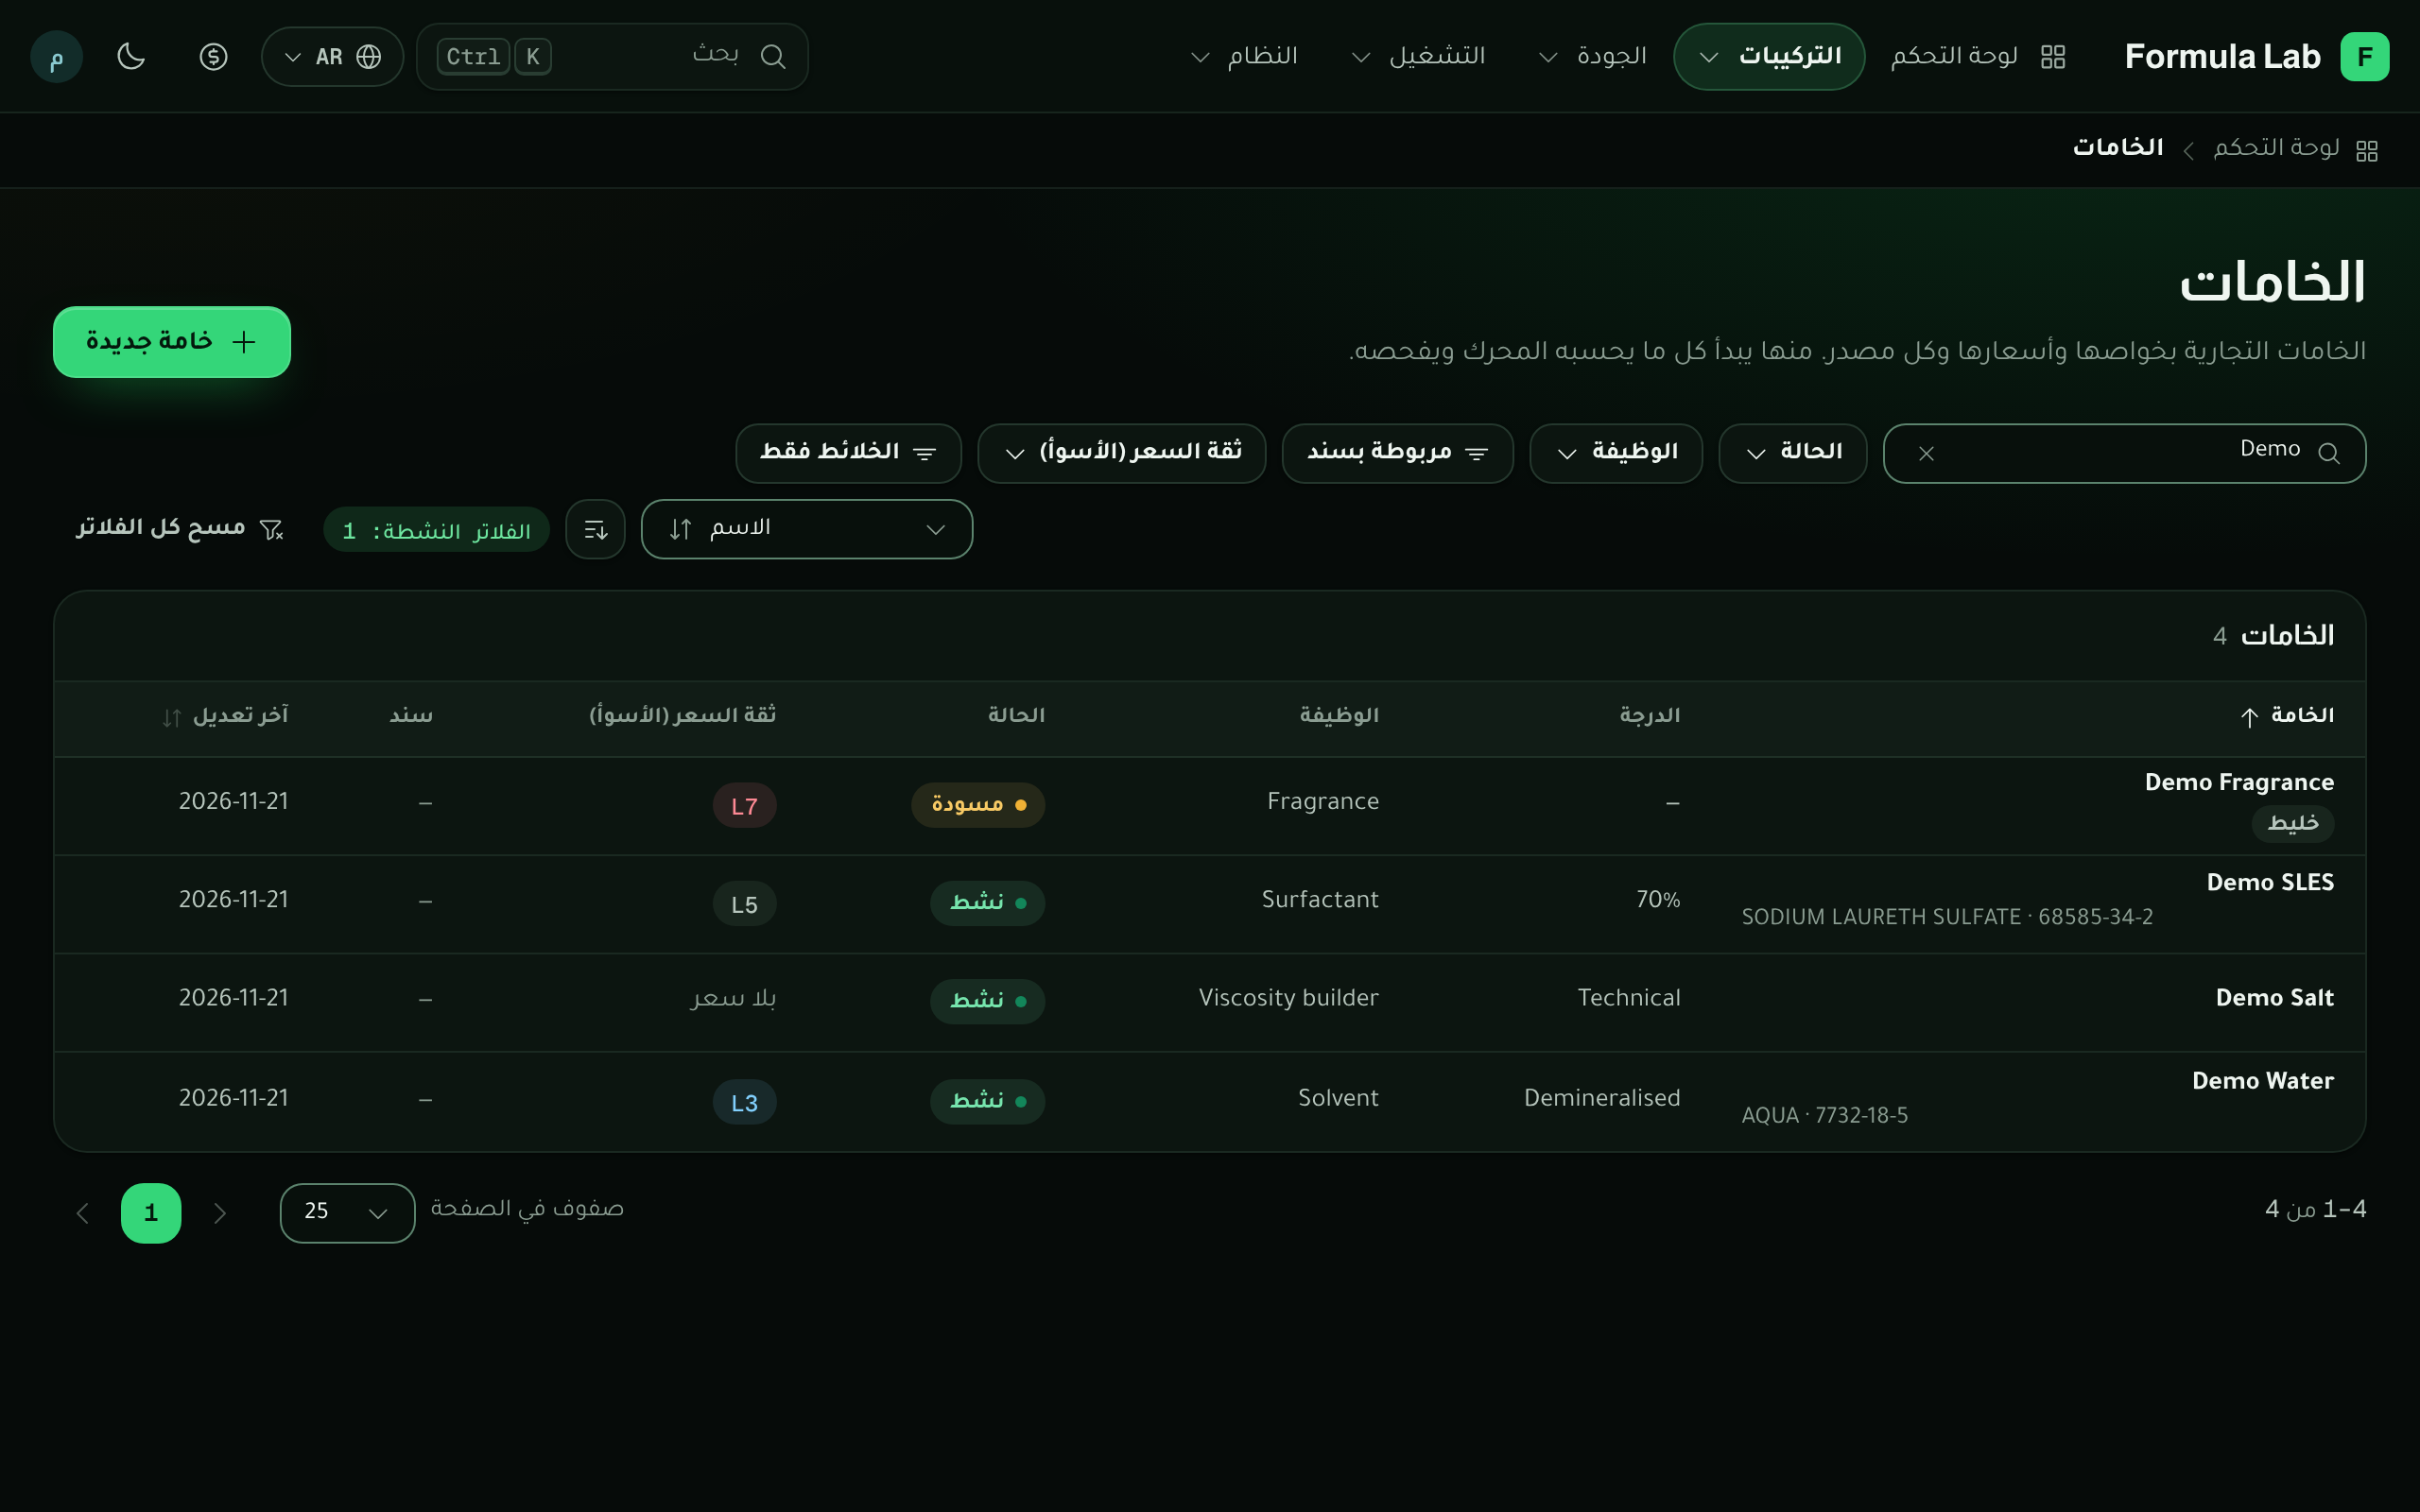 F Formula Lab لوحة التحكم التركيبات الجودة التشغيل النظام بحث Ctrl K AR م
لوحة التحكم الخامات
الخامات
الخامات التجارية بخواصها وأسعارها وكل مصدر. منها يبدأ كل ما يحسبه المحرك ويفحصه.
خامة جديدة
Demo الحالة الوظيفة مربوطة بسند ثقة السعر (الأسوأ) الخلائط فقط
الاسم الفلاتر النشطة: 1 مسح كل الفلاتر
الخامات 4
الخامة الدرجة الوظيفة الحالة ثقة السعر (الأسوأ) سند آخر تعديل
Demo Fragrance
خليط
– Fragrance مسودة L7 – 2026-11-21
Demo SLES
SODIUM LAURETH SULFATE · 68585-34-2
70% Surfactant نشط L5 – 2026-11-21
Demo Salt Technical Viscosity builder نشط بلا سعر – 2026-11-21
Demo Water
AQUA · 7732-18-5
Demineralised Solvent نشط L3 – 2026-11-21
1–4 من 4 صفوف في الصفحة 25 1